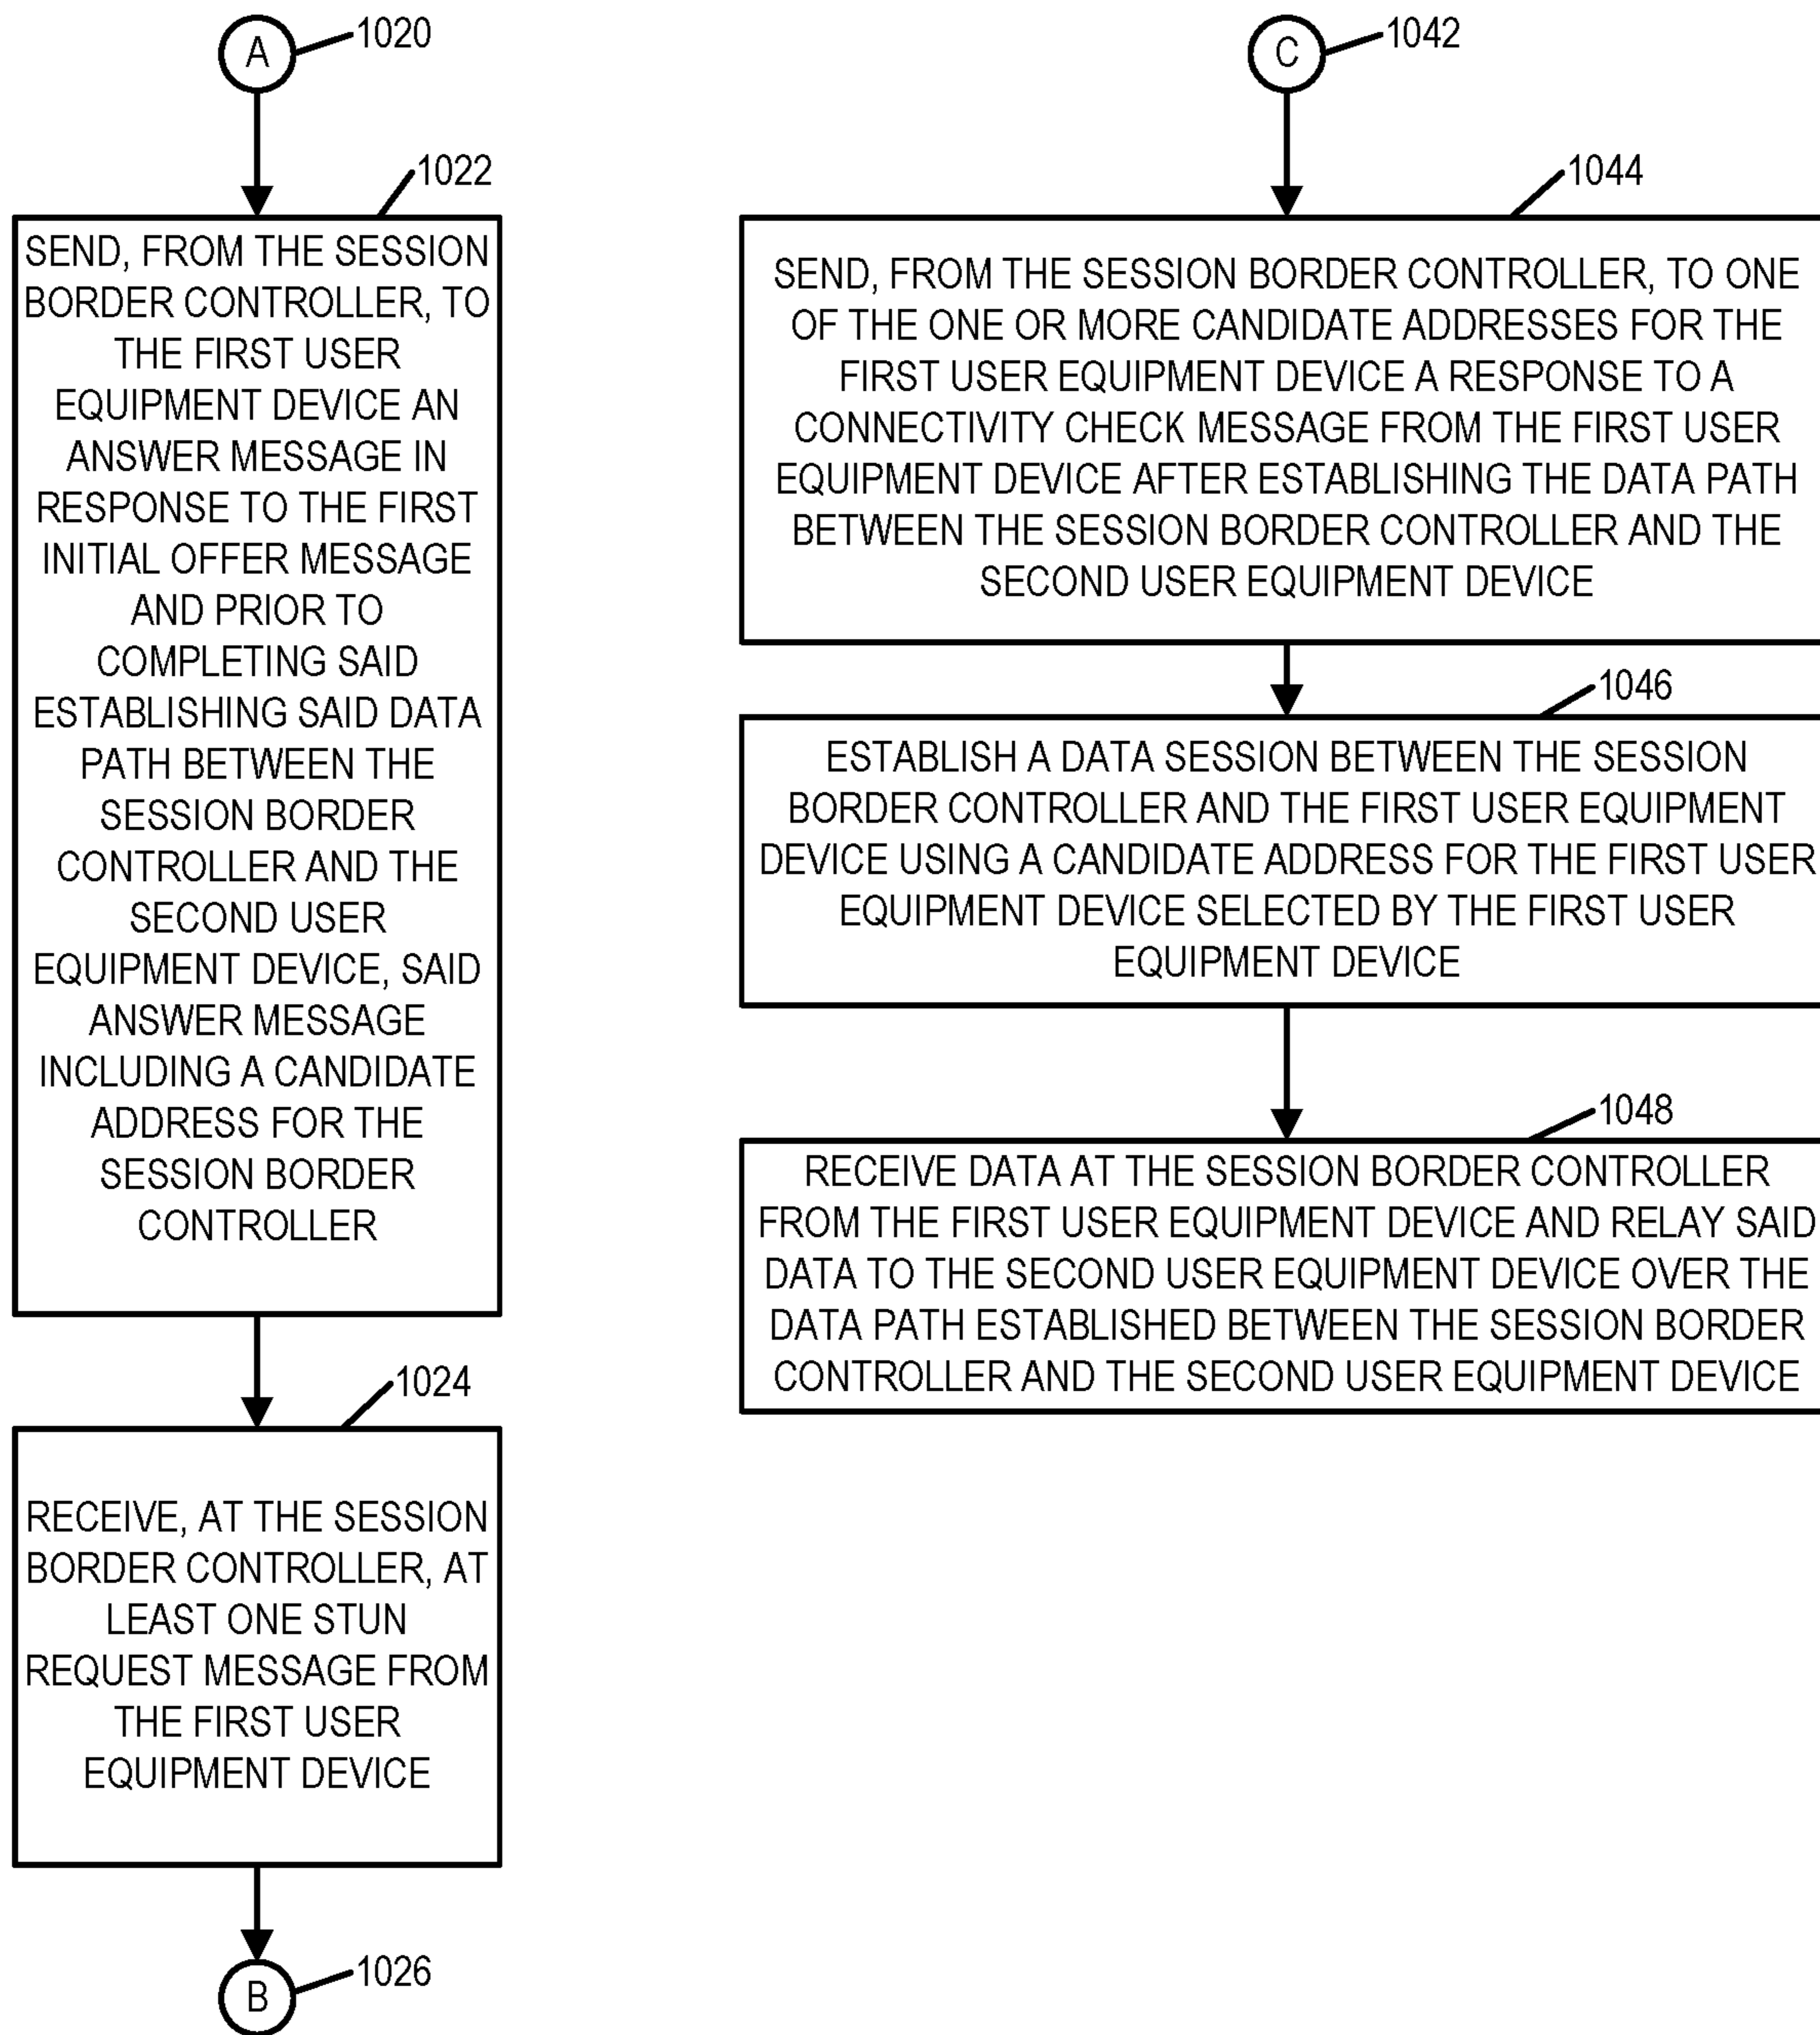 A
1020
1022
SEND, FROM THE SESSION
BORDER CONTROLLER, TO
THE FIRST USER
EQUIPMENT DEVICE AN
ANSWER MESSAGE IN
RESPONSE TO THE FIRST
INITIAL OFFER MESSAGE
AND PRIOR TO
COMPLETING SAID
ESTABLISHING SAID DATA
PATH BETWEEN THE
SESSION BORDER
CONTROLLER AND THE
SECOND USER
EQUIPMENT DEVICE, SAID
ANSWER MESSAGE
INCLUDING A CANDIDATE
ADDRESS FOR THE
SESSION BORDER
CONTROLLER
1024
RECEIVE, AT THE SESSION
BORDER CONTROLLER, AT
LEAST ONE STUN
REQUEST MESSAGE FROM
THE FIRST USER
EQUIPMENT DEVICE
B
1026
C
1042
1044
SEND, FROM THE SESSION BORDER CONTROLLER, TO ONE
OF THE ONE OR MORE CANDIDATE ADDRESSES FOR THE
FIRST USER EQUIPMENT DEVICE A RESPONSE TO A
CONNECTIVITY CHECK MESSAGE FROM THE FIRST USER
EQUIPMENT DEVICE AFTER ESTABLISHING THE DATA PATH
BETWEEN THE SESSION BORDER CONTROLLER AND THE
SECOND USER EQUIPMENT DEVICE
1046
ESTABLISH A DATA SESSION BETWEEN THE SESSION
BORDER CONTROLLER AND THE FIRST USER EQUIPMENT
DEVICE USING A CANDIDATE ADDRESS FOR THE FIRST USER
EQUIPMENT DEVICE SELECTED BY THE FIRST USER
EQUIPMENT DEVICE
1048
RECEIVE DATA AT THE SESSION BORDER CONTROLLER
FROM THE FIRST USER EQUIPMENT DEVICE AND RELAY SAID
DATA TO THE SECOND USER EQUIPMENT DEVICE OVER THE
DATA PATH ESTABLISHED BETWEEN THE SESSION BORDER
CONTROLLER AND THE SECOND USER EQUIPMENT DEVICE